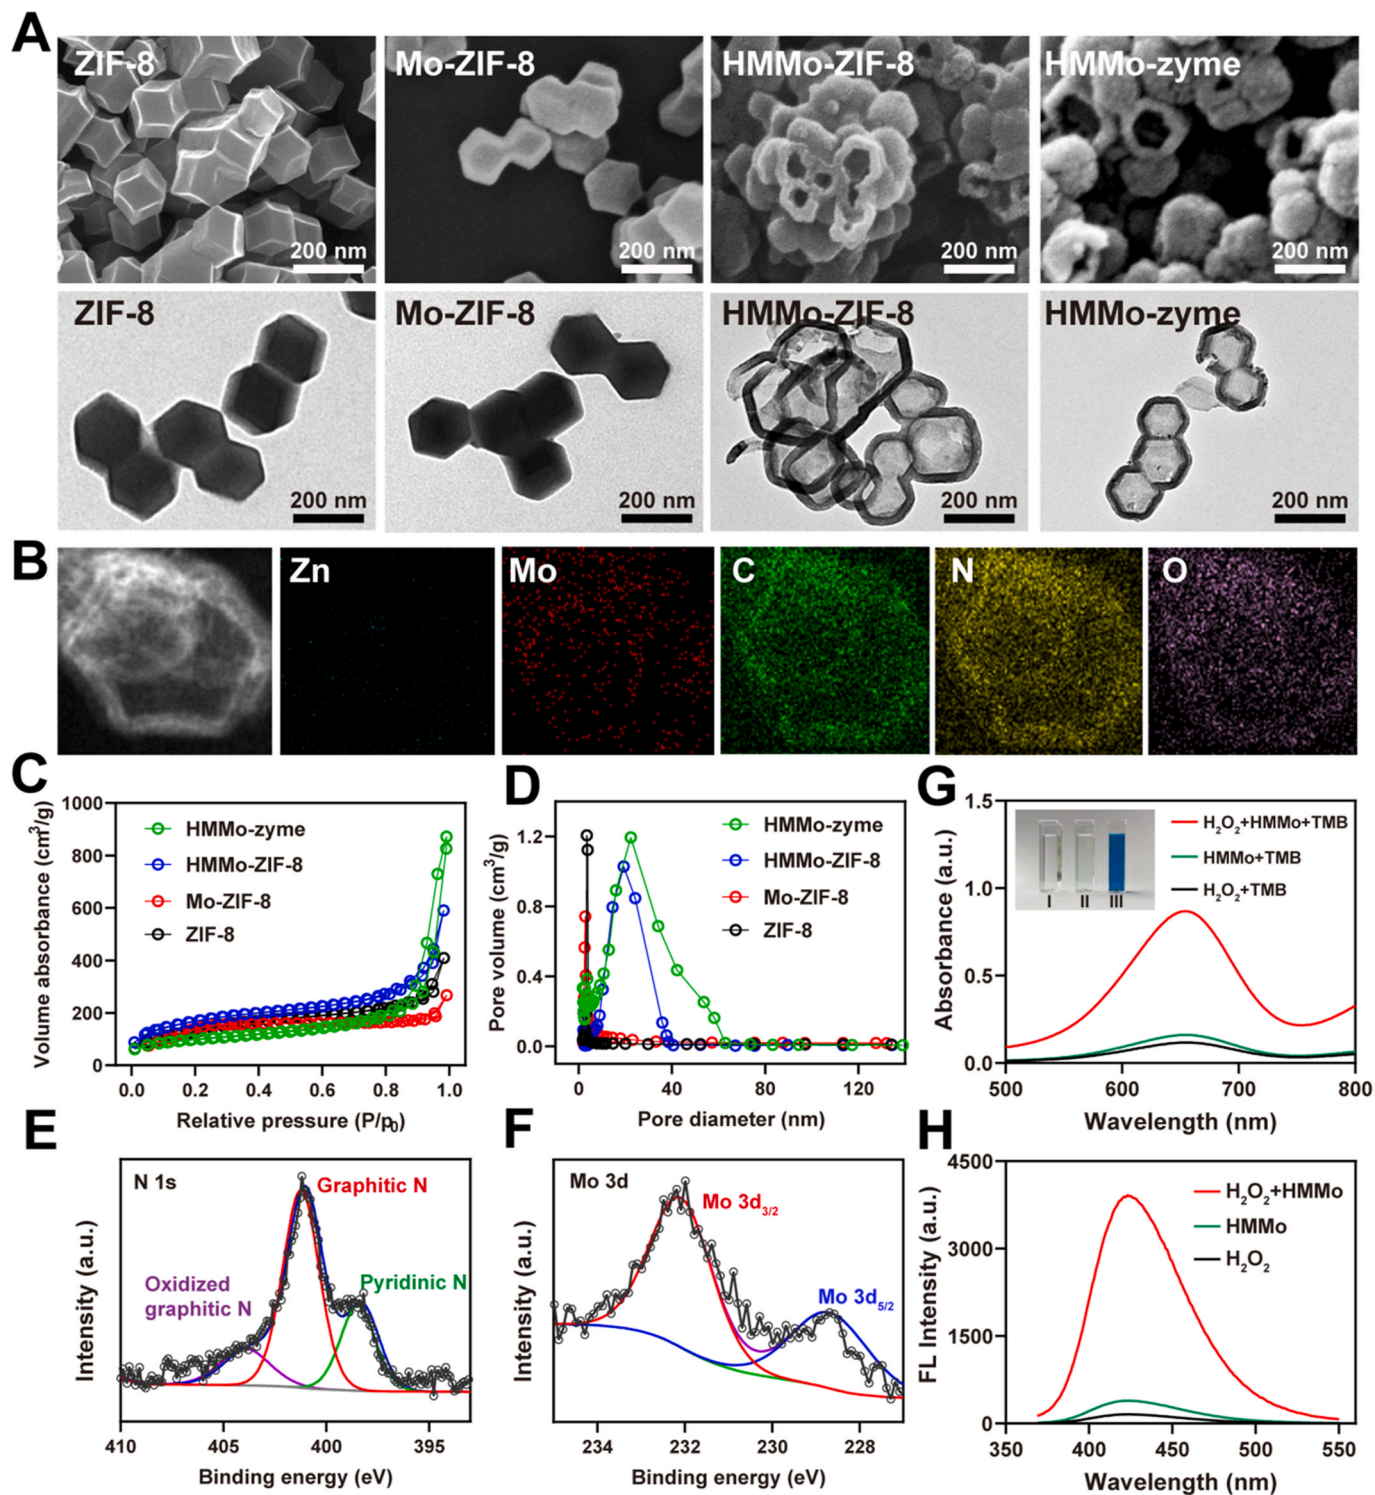 A
ZIF-8
Mo-ZIF-8
HMMo-ZIF-8
HMMo-zyme
200 nm
200 nm
200 nm
200 nm
ZIF-8
Mo-ZIF-8
HMMo-ZIF-8
HMMo-zyme
200 nm
200 nm
200 nm
200 nm
B
Zn
Mo
C
N
O
C
1000
800
600
400
200
0
Volume absorbance (cm³/g)
HMMo-zyme
HMMo-ZIF-8
Mo-ZIF-8
ZIF-8
0.0 0.2 0.4 0.6 0.8 1.0
Relative pressure (P/p₀)
D
1.2
0.8
0.4
0.0
Pore volume (cm³/g)
HMMo-zyme
HMMo-ZIF-8
Mo-ZIF-8
ZIF-8
0 40 80 120
Pore diameter (nm)
G
1.5
1.0
0.5
0.0
Absorbance (a.u.)
I II III
H₂O₂+HMMo+TMB
HMMo+TMB
H₂O₂+TMB
500 600 700 800
Wavelength (nm)
E
N 1s
Graphitic N
Oxidized
graphitic N
Pyridinic N
Intensity (a.u.)
410 405 400 395
Binding energy (eV)
F
Mo 3d
Mo 3d₃/₂
Mo 3d₅/₂
Intensity (a.u.)
234 232 230 228
Binding energy (eV)
H
4500
3000
1500
0
FL Intensity (a.u.)
H₂O₂+HMMo
HMMo
H₂O₂
350 400 450 500 550
Wavelength (nm)